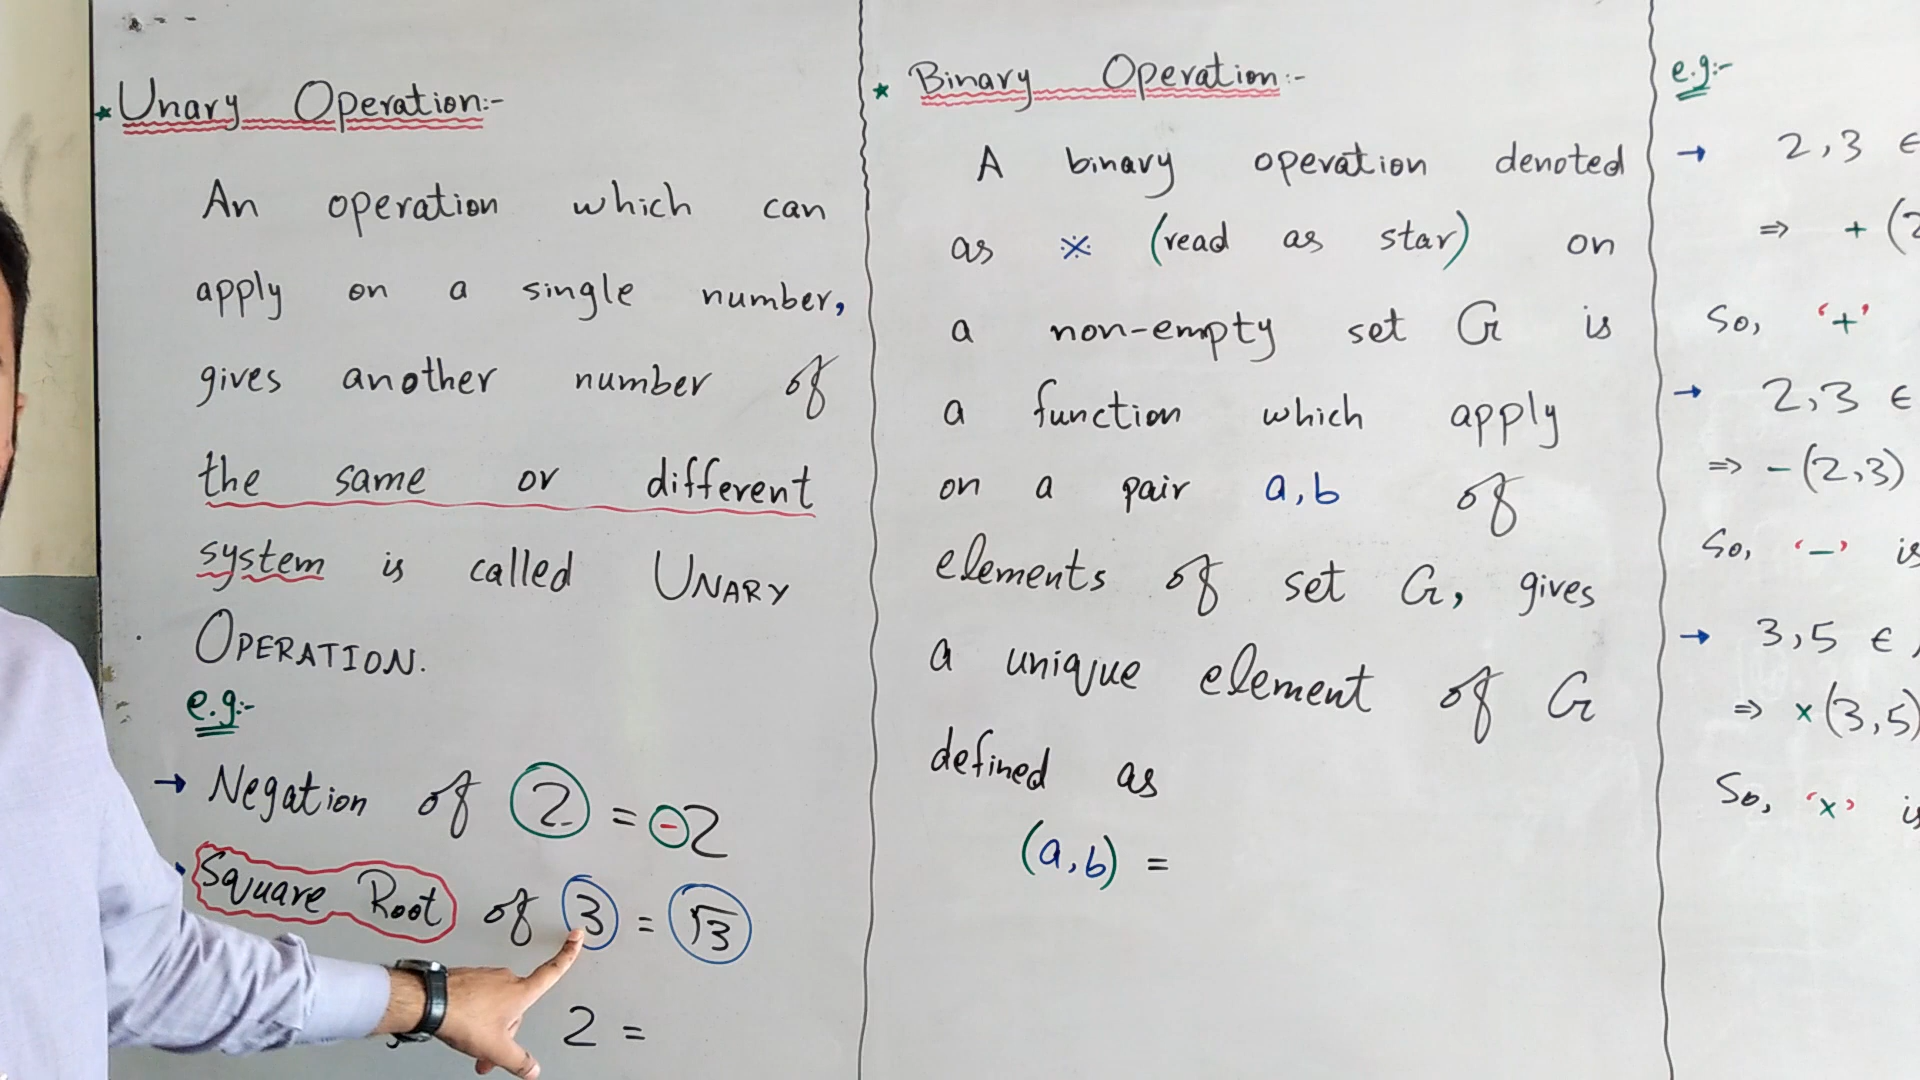 * Unary Operation:-
An operation which can
apply on a single number,
gives another number of
the same or different
system is called UNARY
OPERATION.
e.g:-
→ Negation of 2 = -2
Square Root of 3 = √3
2 =
* Binary Operation:-
A binary operation denoted
as ※ (read as star) on
a non-empty set G is
a function which apply
on a pair a,b of
elements of set G, gives
a unique element of G
defined as
(a,b) =
e.g:-
→ 2,3 ∈
⇒ + (2
So, '+'
→ 2,3 ∈
⇒ -(2,3)
So, '-' is
→ 3,5 ∈
⇒ ×(3,5)
So, '×' is